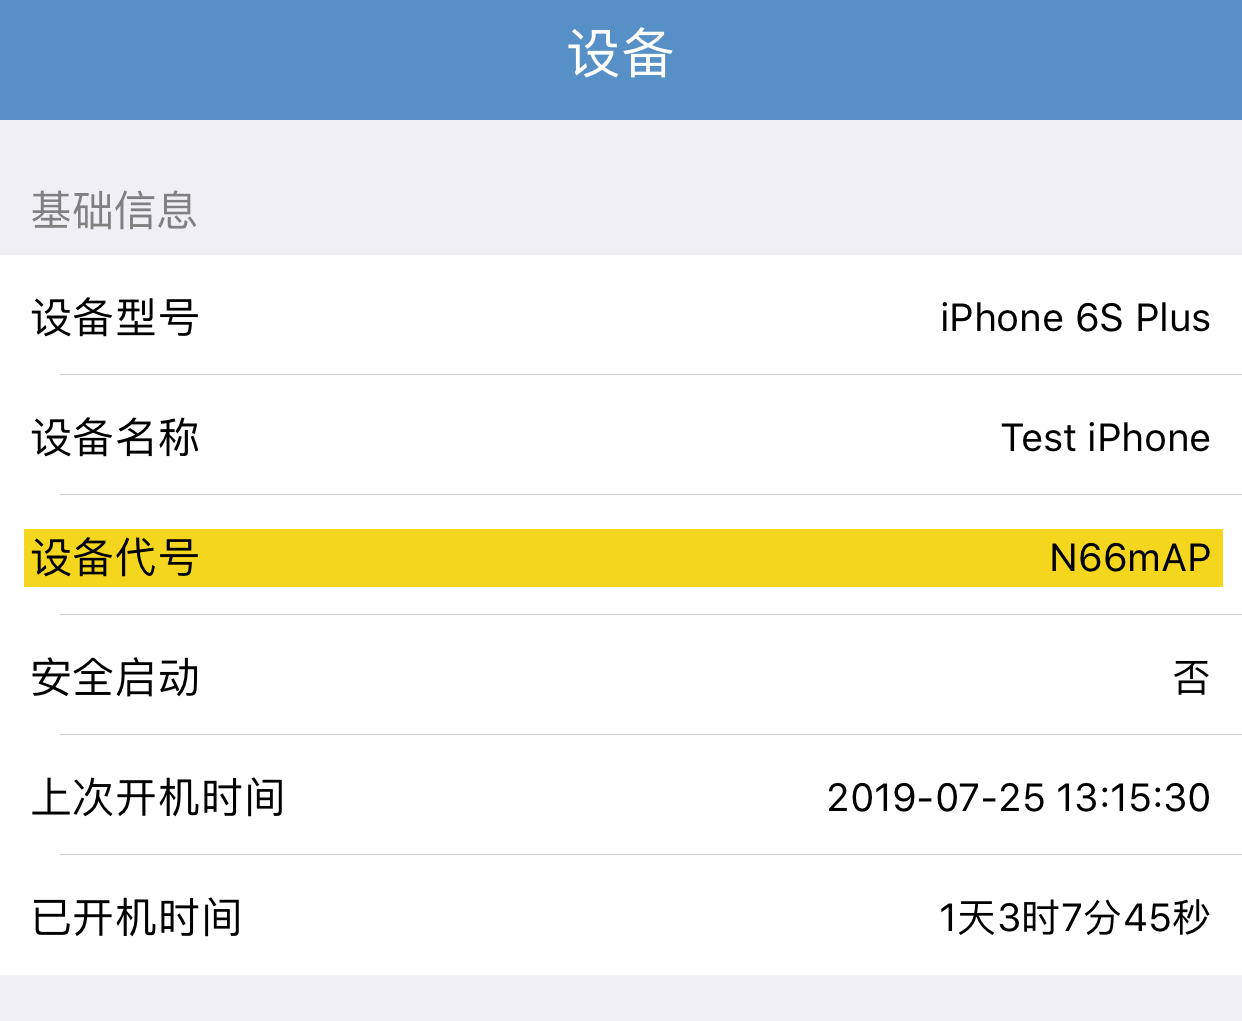 设备
基础信息
设备型号 iPhone 6S Plus
设备名称 Test iPhone
设备代号 N66mAP
安全启动 否
上次开机时间 2019-07-25 13:15:30
已开机时间 1天3时7分45秒